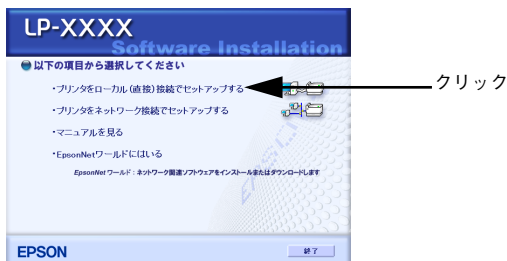 LP-XXXX
Software Installation
以下の項目から選択してください
・プリンタをローカル(直接)接続でセットアップする
クリック
・プリンタをネットワーク接続でセットアップする
・マニュアルを見る
・EpsonNetワールドにはいる
EpsonNet ワールド:ネットワーク関連ソフトウェアをインストールまたはダウンロードします
EPSON
EPSON
終了